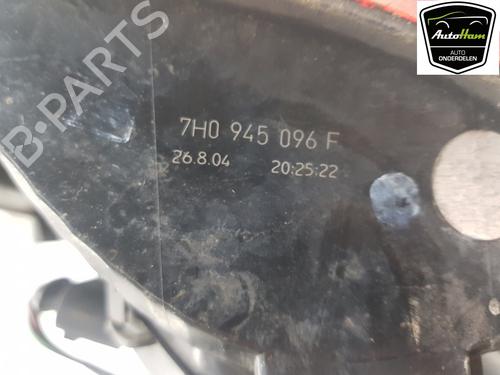 AutoHam
AUTO
ONDERDELEN
B-PARTS
7H0 945 096 F
26.8.04 20:25:22